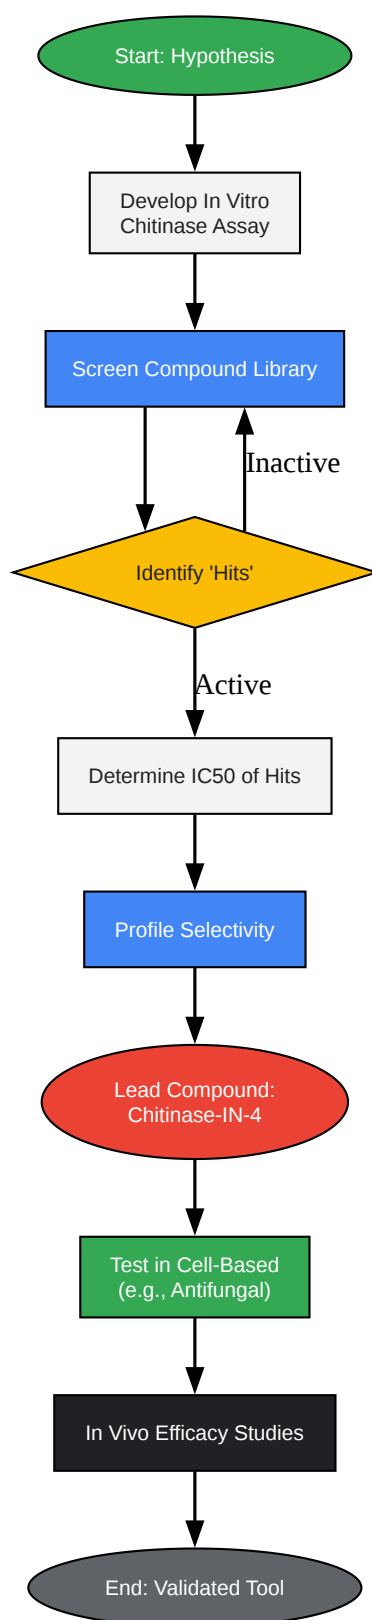 Start: Hypothesis
Develop In Vitro
Chitinase Assay
Screen Compound Library
Inactive
Identify 'Hits'
Active
Determine IC50 of Hits
Profile Selectivity
Lead Compound:
Chitinase-IN-4
Test in Cell-Based
(e.g., Antifungal)
In Vivo Efficacy Studies
End: Validated Tool